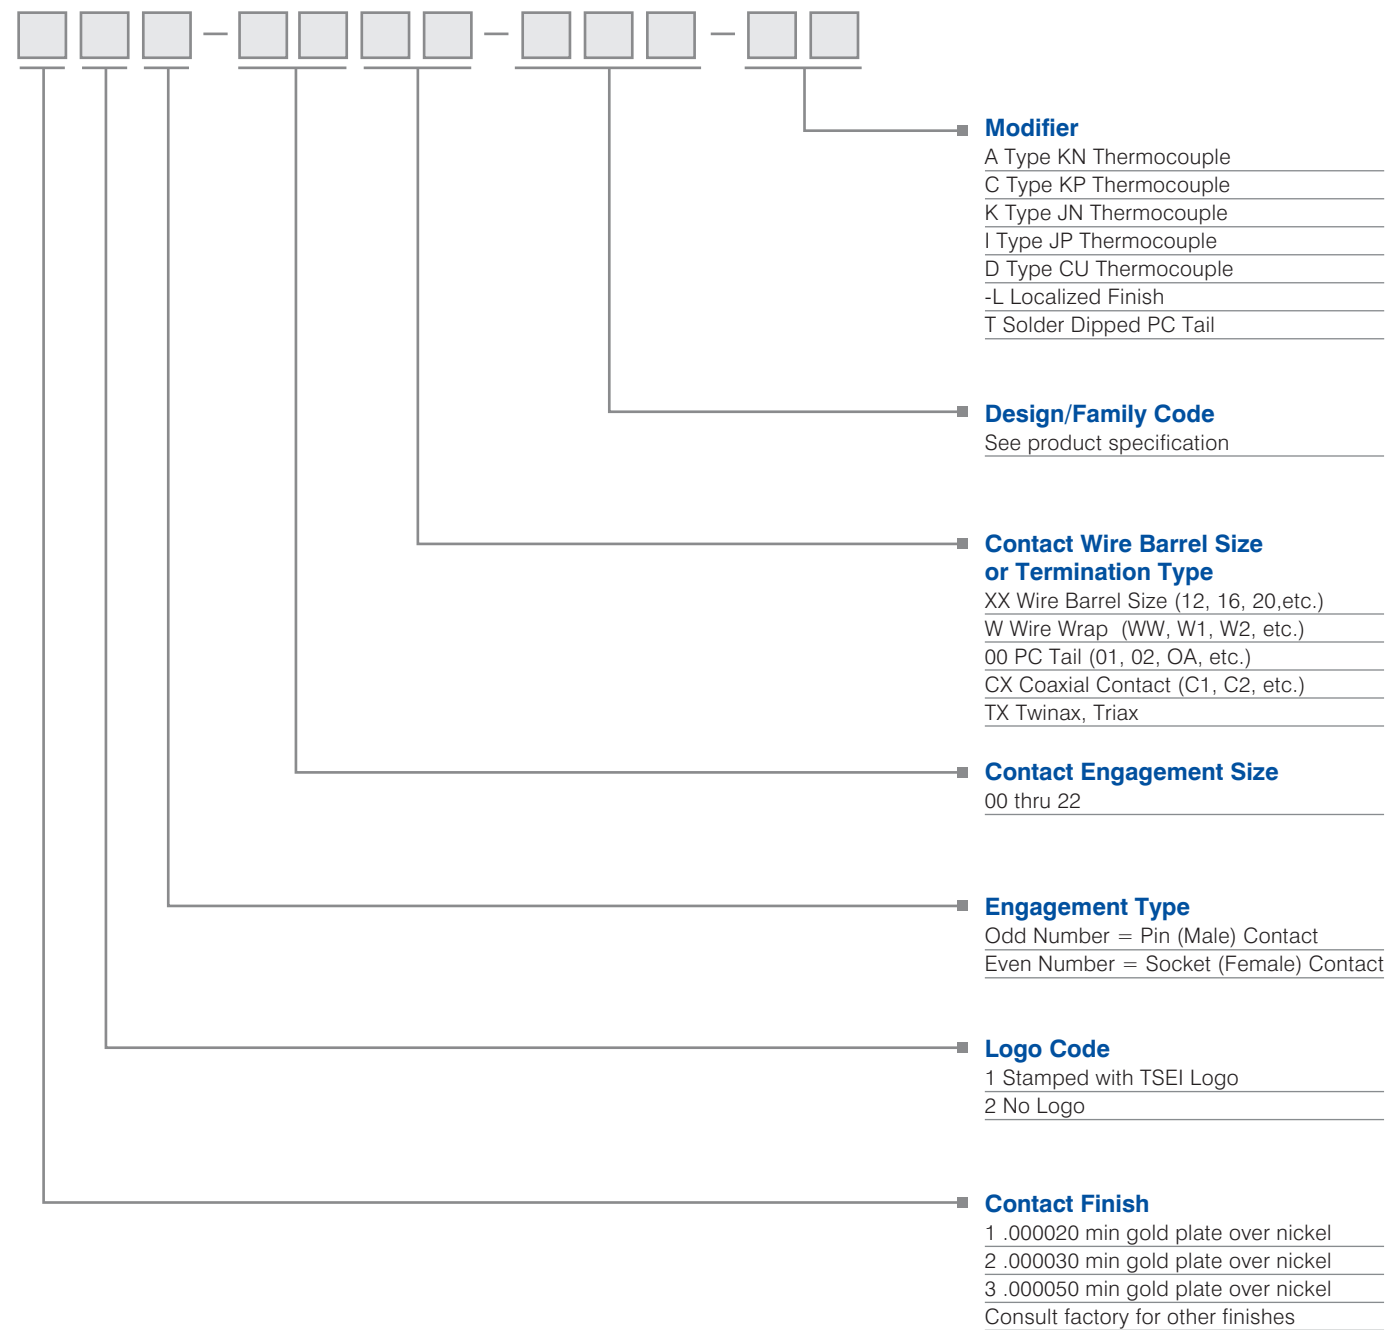 Modifier
A Type KN Thermocouple
C Type KP Thermocouple
K Type JN Thermocouple
I Type JP Thermocouple
D Type CU Thermocouple
-L Localized Finish
T Solder Dipped PC Tail
Design/Family Code
See product specification
Contact Wire Barrel Size
or Termination Type
XX Wire Barrel Size (12, 16, 20,etc.)
W Wire Wrap  (WW, W1, W2, etc.)
00 PC Tail (01, 02, OA, etc.)
CX Coaxial Contact (C1, C2, etc.)
TX Twinax, Triax
Contact Engagement Size
00 thru 22
Engagement Type
Odd Number = Pin (Male) Contact
Even Number = Socket (Female) Contact
Logo Code
1 Stamped with TSEI Logo
2 No Logo
Contact Finish
1 .000020 min gold plate over nickel
2 .000030 min gold plate over nickel
3 .000050 min gold plate over nickel
Consult factory for other finishes